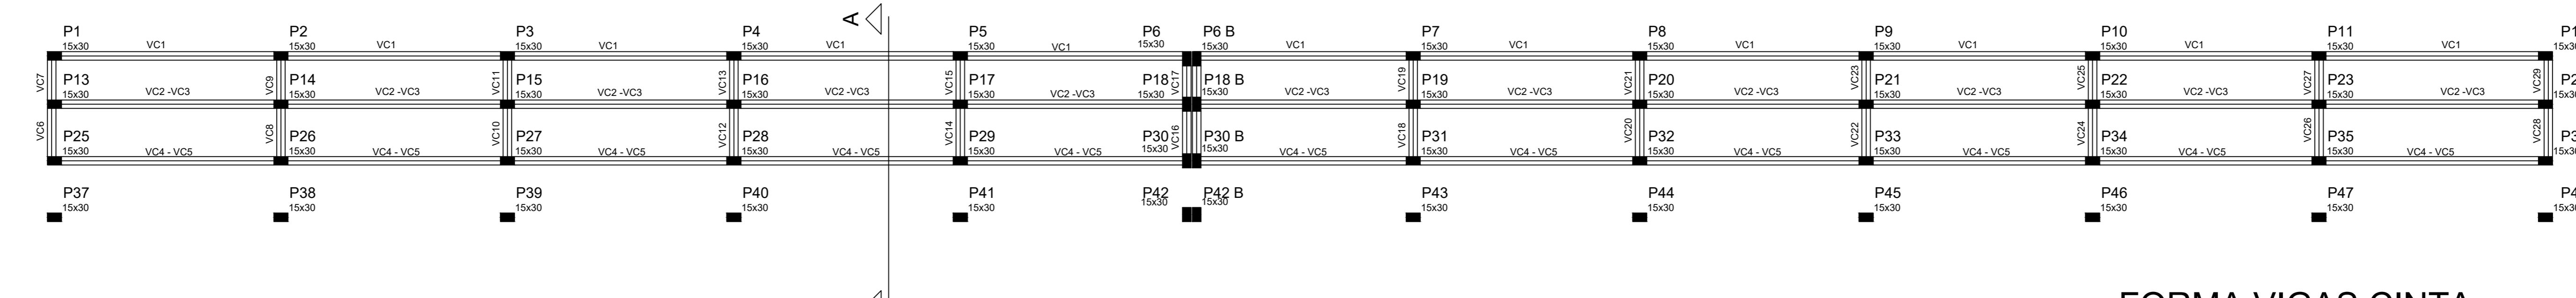 A
P1 P2 P3 P4 P5 P6 P6 B P7 P8 P9 P10 P11
15x30 15x30 15x30 15x30 15x30 15x30 15x30 15x30 15x30 15x30 15x30 15x30
VC1 VC1 VC1 VC1 VC1 VC1 VC1 VC1 VC1 VC1 VC1
VC7 VC9 VC11 VC13 VC15 VC17 VC19 VC21 VC23 VC25 VC27 VC29
P13 P14 P15 P16 P17 P18 P18 B P19 P20 P21 P22 P23
15x30 15x30 15x30 15x30 15x30 15x30 15x30 15x30 15x30 15x30 15x30 15x30
VC2 -VC3 VC2 -VC3 VC2 -VC3 VC2 -VC3 VC2 -VC3 VC2 -VC3 VC2 -VC3 VC2 -VC3 VC2 -VC3 VC2 -VC3 VC2 -VC3
VC6 VC8 VC10 VC12 VC14 VC16 VC18 VC20 VC22 VC24 VC26 VC28
P25 P26 P27 P28 P29 P30 P30 B P31 P32 P33 P34 P35
15x30 15x30 15x30 15x30 15x30 15x30 15x30 15x30 15x30 15x30 15x30 15x30
VC4 - VC5 VC4 - VC5 VC4 - VC5 VC4 - VC5 VC4 - VC5 VC4 - VC5 VC4 - VC5 VC4 - VC5 VC4 - VC5 VC4 - VC5 VC4 - VC5
P37 P38 P39 P40 P41 P42 P42 B P43 P44 P45 P46 P47
15x30 15x30 15x30 15x30 15x30 15x30 15x30 15x30 15x30 15x30 15x30 15x30
FORMA VIGAS CINTA